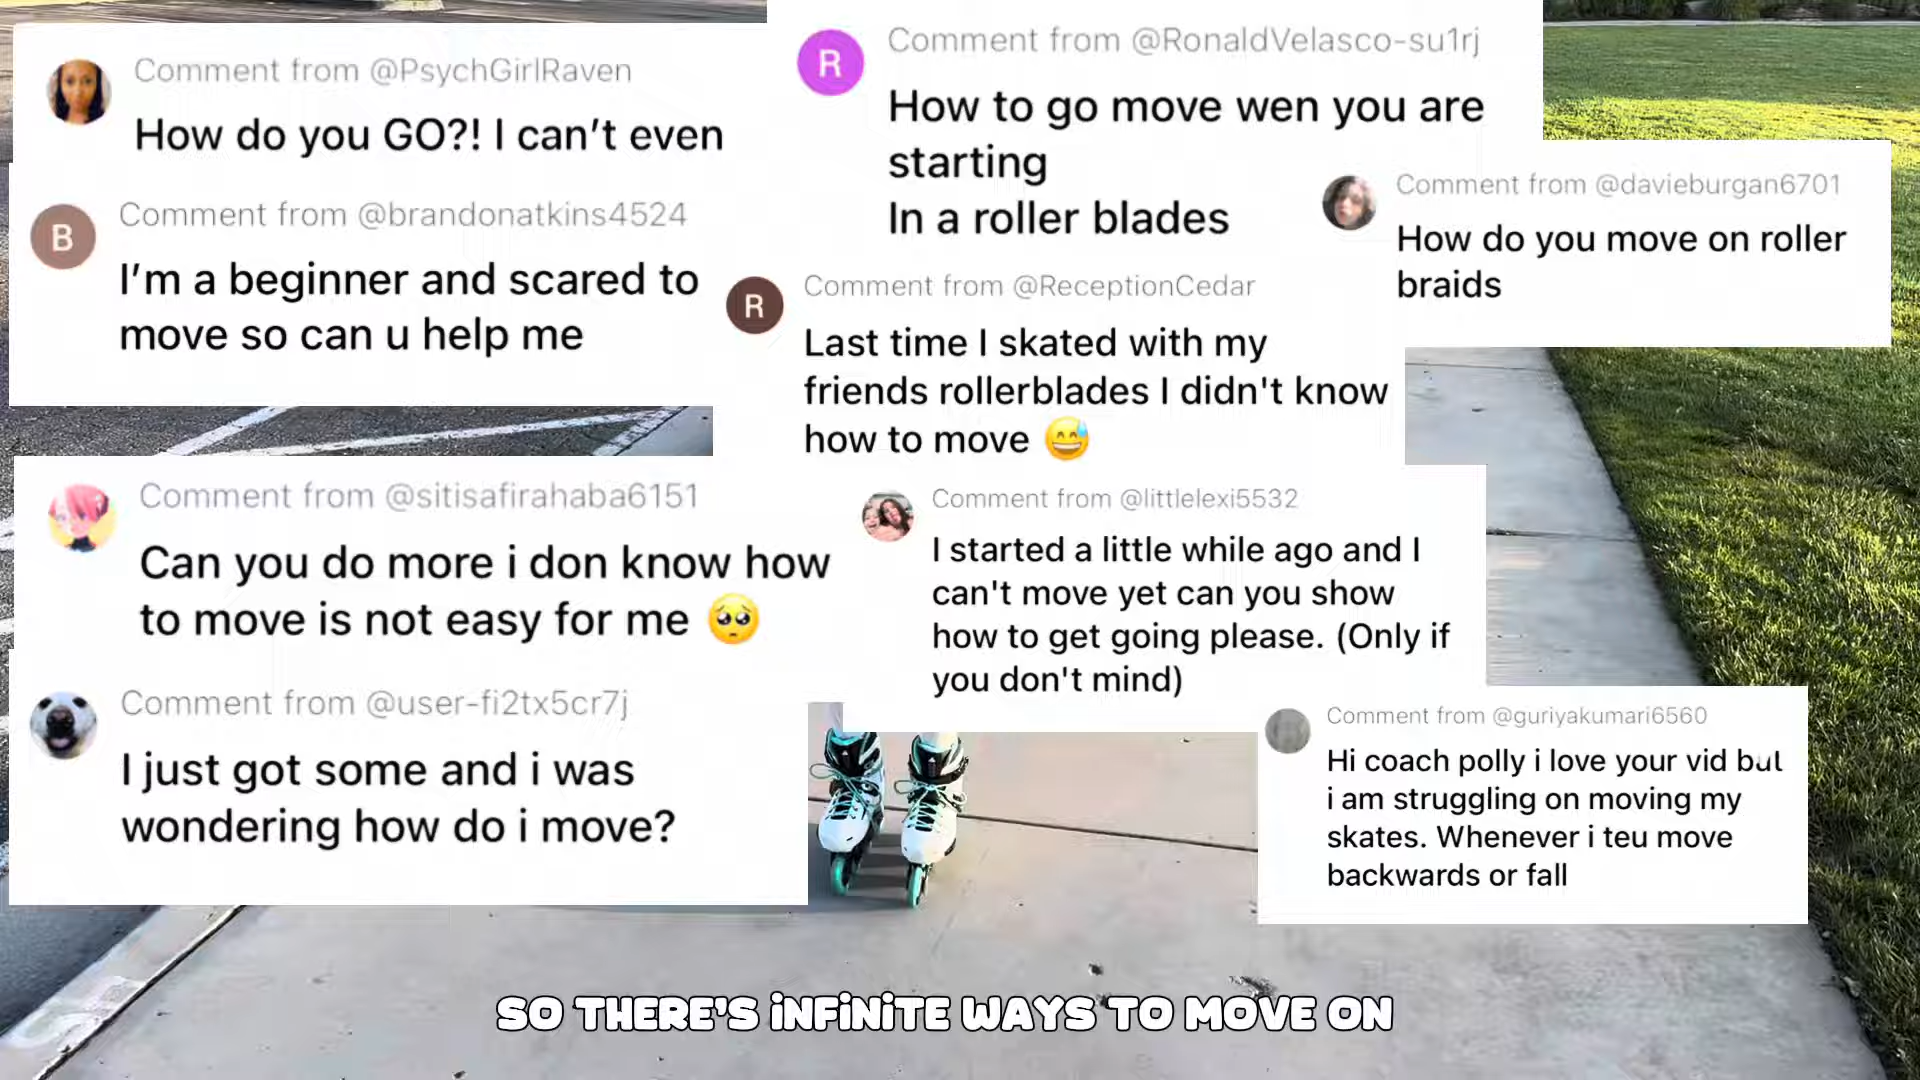 Comment from @PsychGirlRaven
How do you GO?! I can't even
B
Comment from @brandonatkins4524
I'm a beginner and scared to
move so can u help me
R
Comment from @RonaldVelasco-su1rj
How to go move wen you are
starting
In a roller blades
Comment from @davieburgan6701
How do you move on roller
braids
R
Comment from @ReceptionCedar
Last time I skated with my
friends rollerblades I didn't know
how to move 😅
Comment from @sitisafirahaba6151
Can you do more i don know how
to move is not easy for me 🥺
Comment from @littlelexi5532
I started a little while ago and I
can't move yet can you show
how to get going please. (Only if
you don't mind)
Comment from @user-fi2tx5cr7j
I just got some and i was
wondering how do i move?
Comment from @guriyakumari6560
Hi coach polly i love your vid but
i am struggling on moving my
skates. Whenever i teu move
backwards or fall
SO THERE'S INFINITE WAYS TO MOVE ON